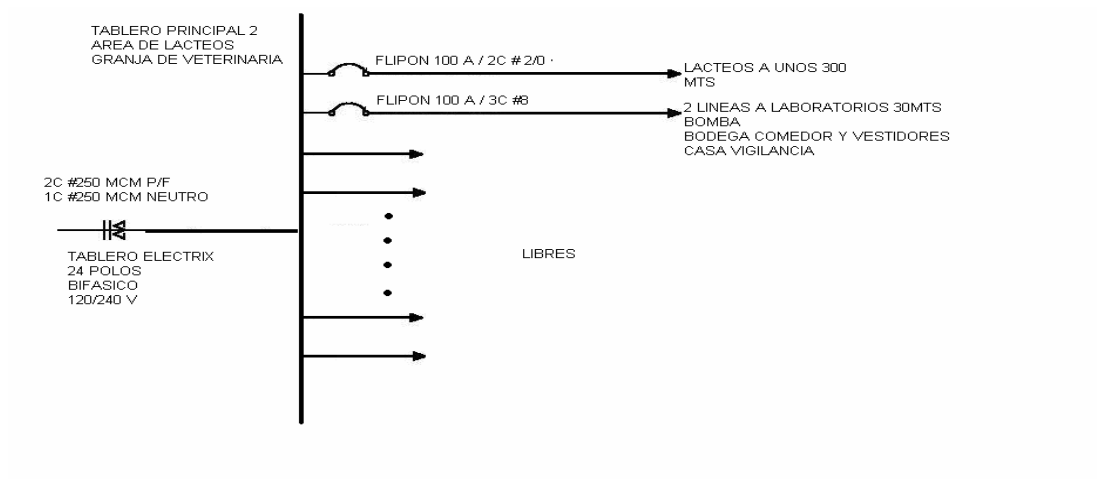 TABLERO PRINCIPAL 2
AREA DE LACTEOS
GRANJA DE VETERINARIA
FLIPON 100 A / 2C # 2/0
LACTEOS A UNOS 300
MTS
FLIPON 100 A / 3C #8
2 LINEAS A LABORATORIOS 30MTS
BOMBA
BODEGA COMEDOR Y VESTIDORES
CASA VIGILANCIA
2C #250 MCM P/F
1C #250 MCM NEUTRO
TABLERO ELECTRIX
24 POLOS
BIFASICO
120/240 V
LIBRES